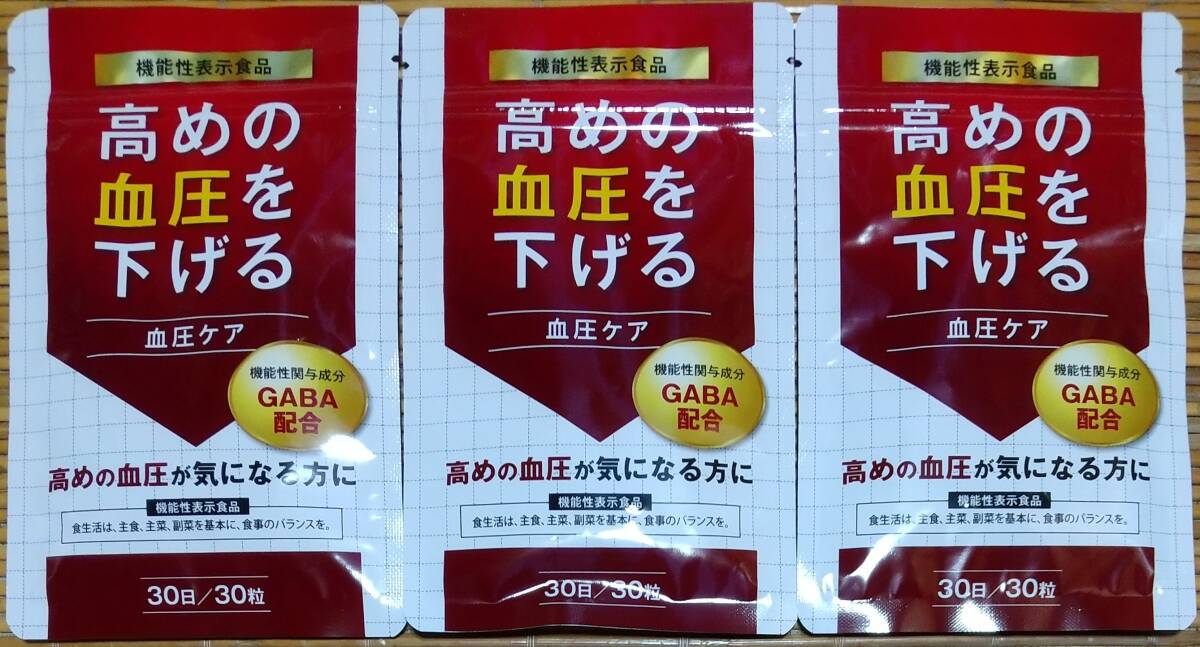 機能性表示食品
高めの
血圧を
下げる
血圧ケア
機能性関与成分
GABA
配合
高めの血圧が気になる方に
機能性表示食品
食生活は、主食、主菜、副菜を基本に、食事のバランスを。
30日/30粒
機能性表示食品
高めの
血圧を
下げる
血圧ケア
機能性関与成分
GABA
配合
高めの血圧が気になる方に
機能性表示食品
食生活は、主食、主菜、副菜を基本に、食事のバランスを。
30日/30粒
機能性表示食品
高めの
血圧を
下げる
血圧ケア
機能性関与成分
GABA
配合
高めの血圧が気になる方に
機能性表示食品
食生活は、主食、主菜、副菜を基本に、食事のバランスを。
30日/30粒